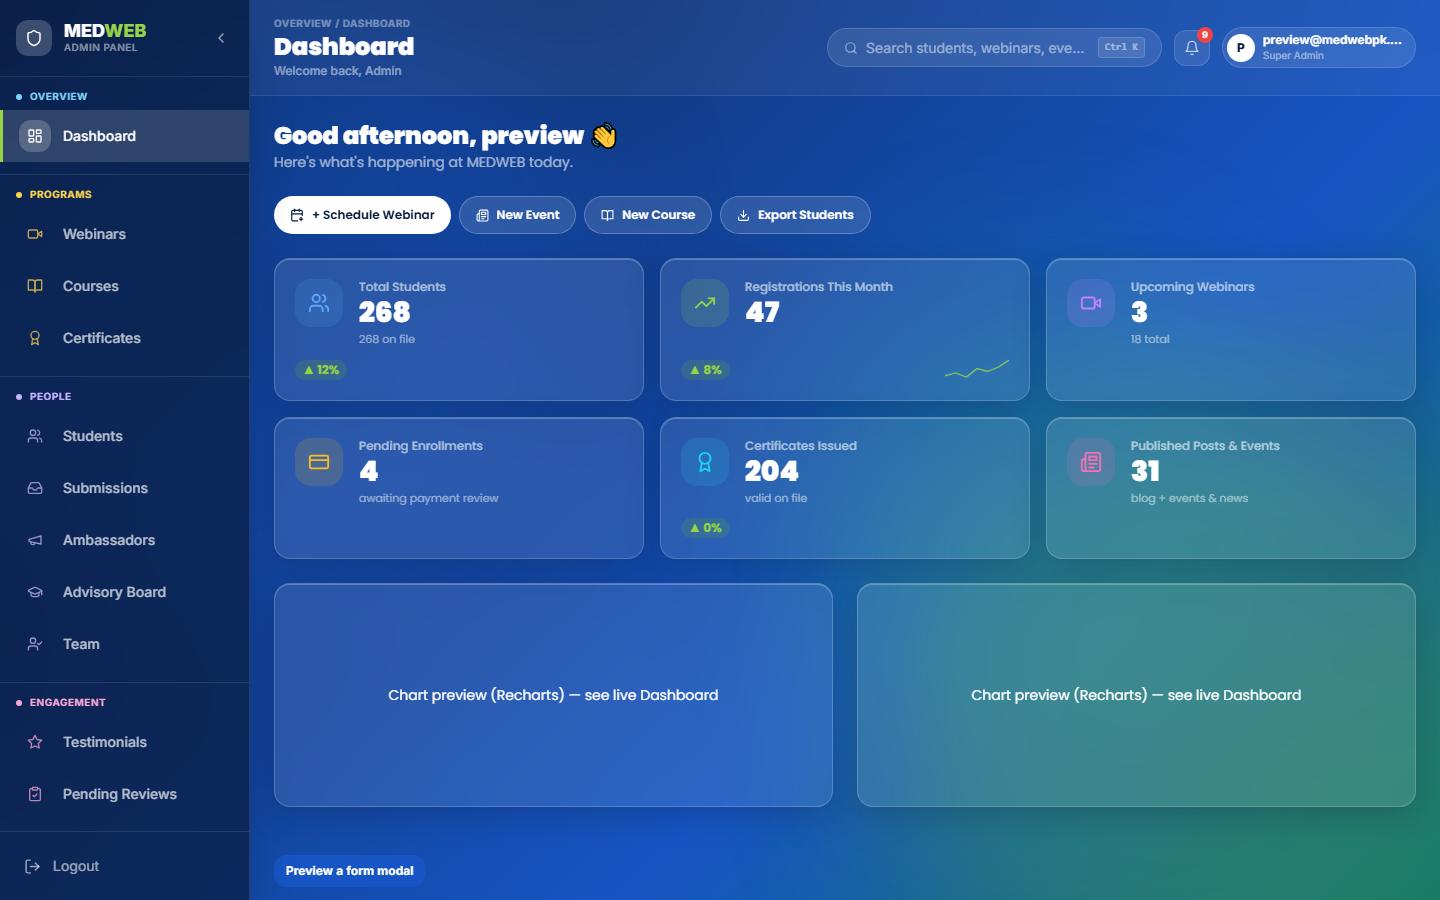 MEDWEB
ADMIN PANEL
OVERVIEW
Dashboard
PROGRAMS
Webinars
Courses
Certificates
PEOPLE
Students
Submissions
Ambassadors
Advisory Board
Team
ENGAGEMENT
Testimonials
Pending Reviews
Logout
OVERVIEW / DASHBOARD
Dashboard
Welcome back, Admin
Search students, webinars, eve...
Ctrl K
9
P
preview@medwebpk....
Super Admin
Good afternoon, preview 👋
Here's what's happening at MEDWEB today.
+ Schedule Webinar
New Event
New Course
Export Students
Total Students
268
268 on file
▲ 12%
Registrations This Month
47
▲ 8%
Upcoming Webinars
3
18 total
Pending Enrollments
4
awaiting payment review
Certificates Issued
204
valid on file
▲ 0%
Published Posts & Events
31
blog + events & news
Chart preview (Recharts) — see live Dashboard
Chart preview (Recharts) — see live Dashboard
Preview a form modal